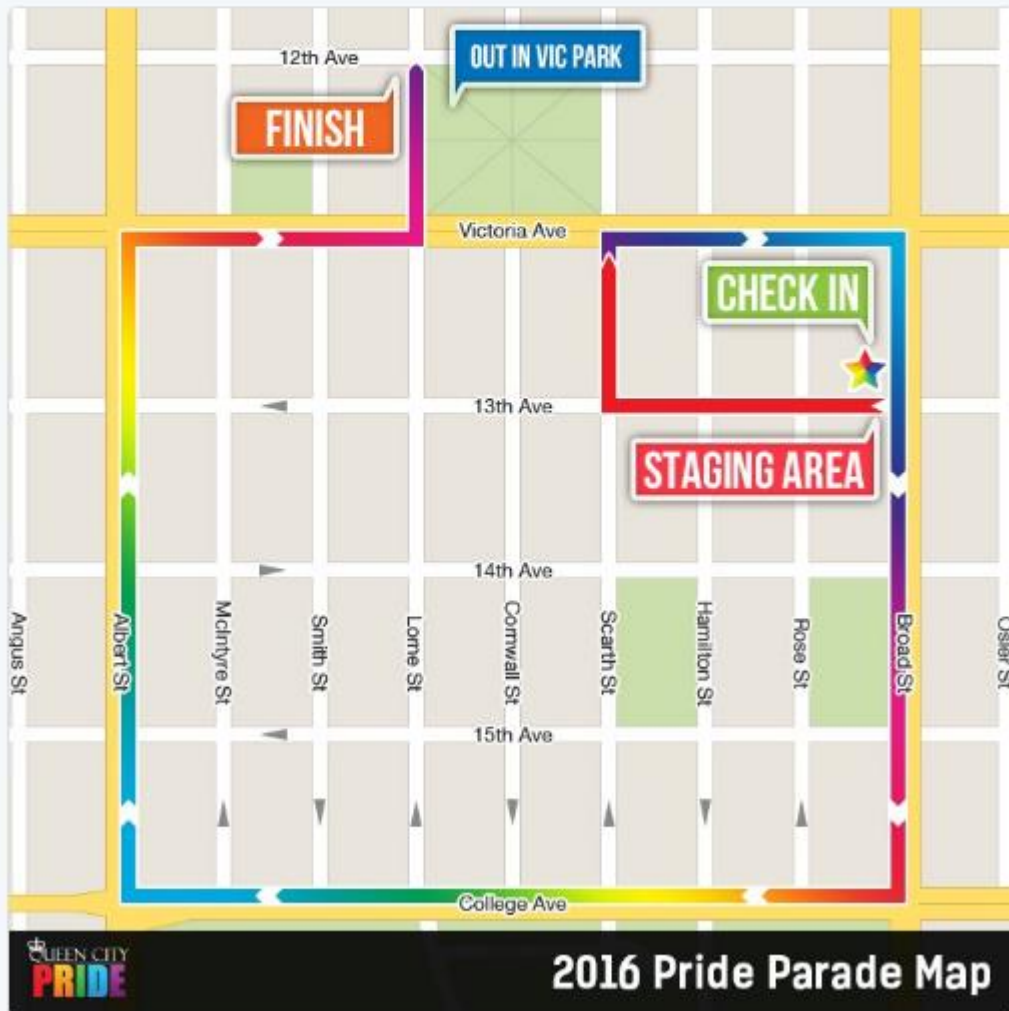 12th Ave
OUT IN VIC PARK
FINISH
Victoria Ave
CHECK IN
13th Ave
STAGING AREA
14th Ave
Angus St
Albert St
McIntyre St
Smith St
Lorne St
Cornwall St
Scarth St
Hamilton St
Rose St
Broad St
Osler St
15th Ave
College Ave
QUEEN CITY
PRIDE
2016 Pride Parade Map